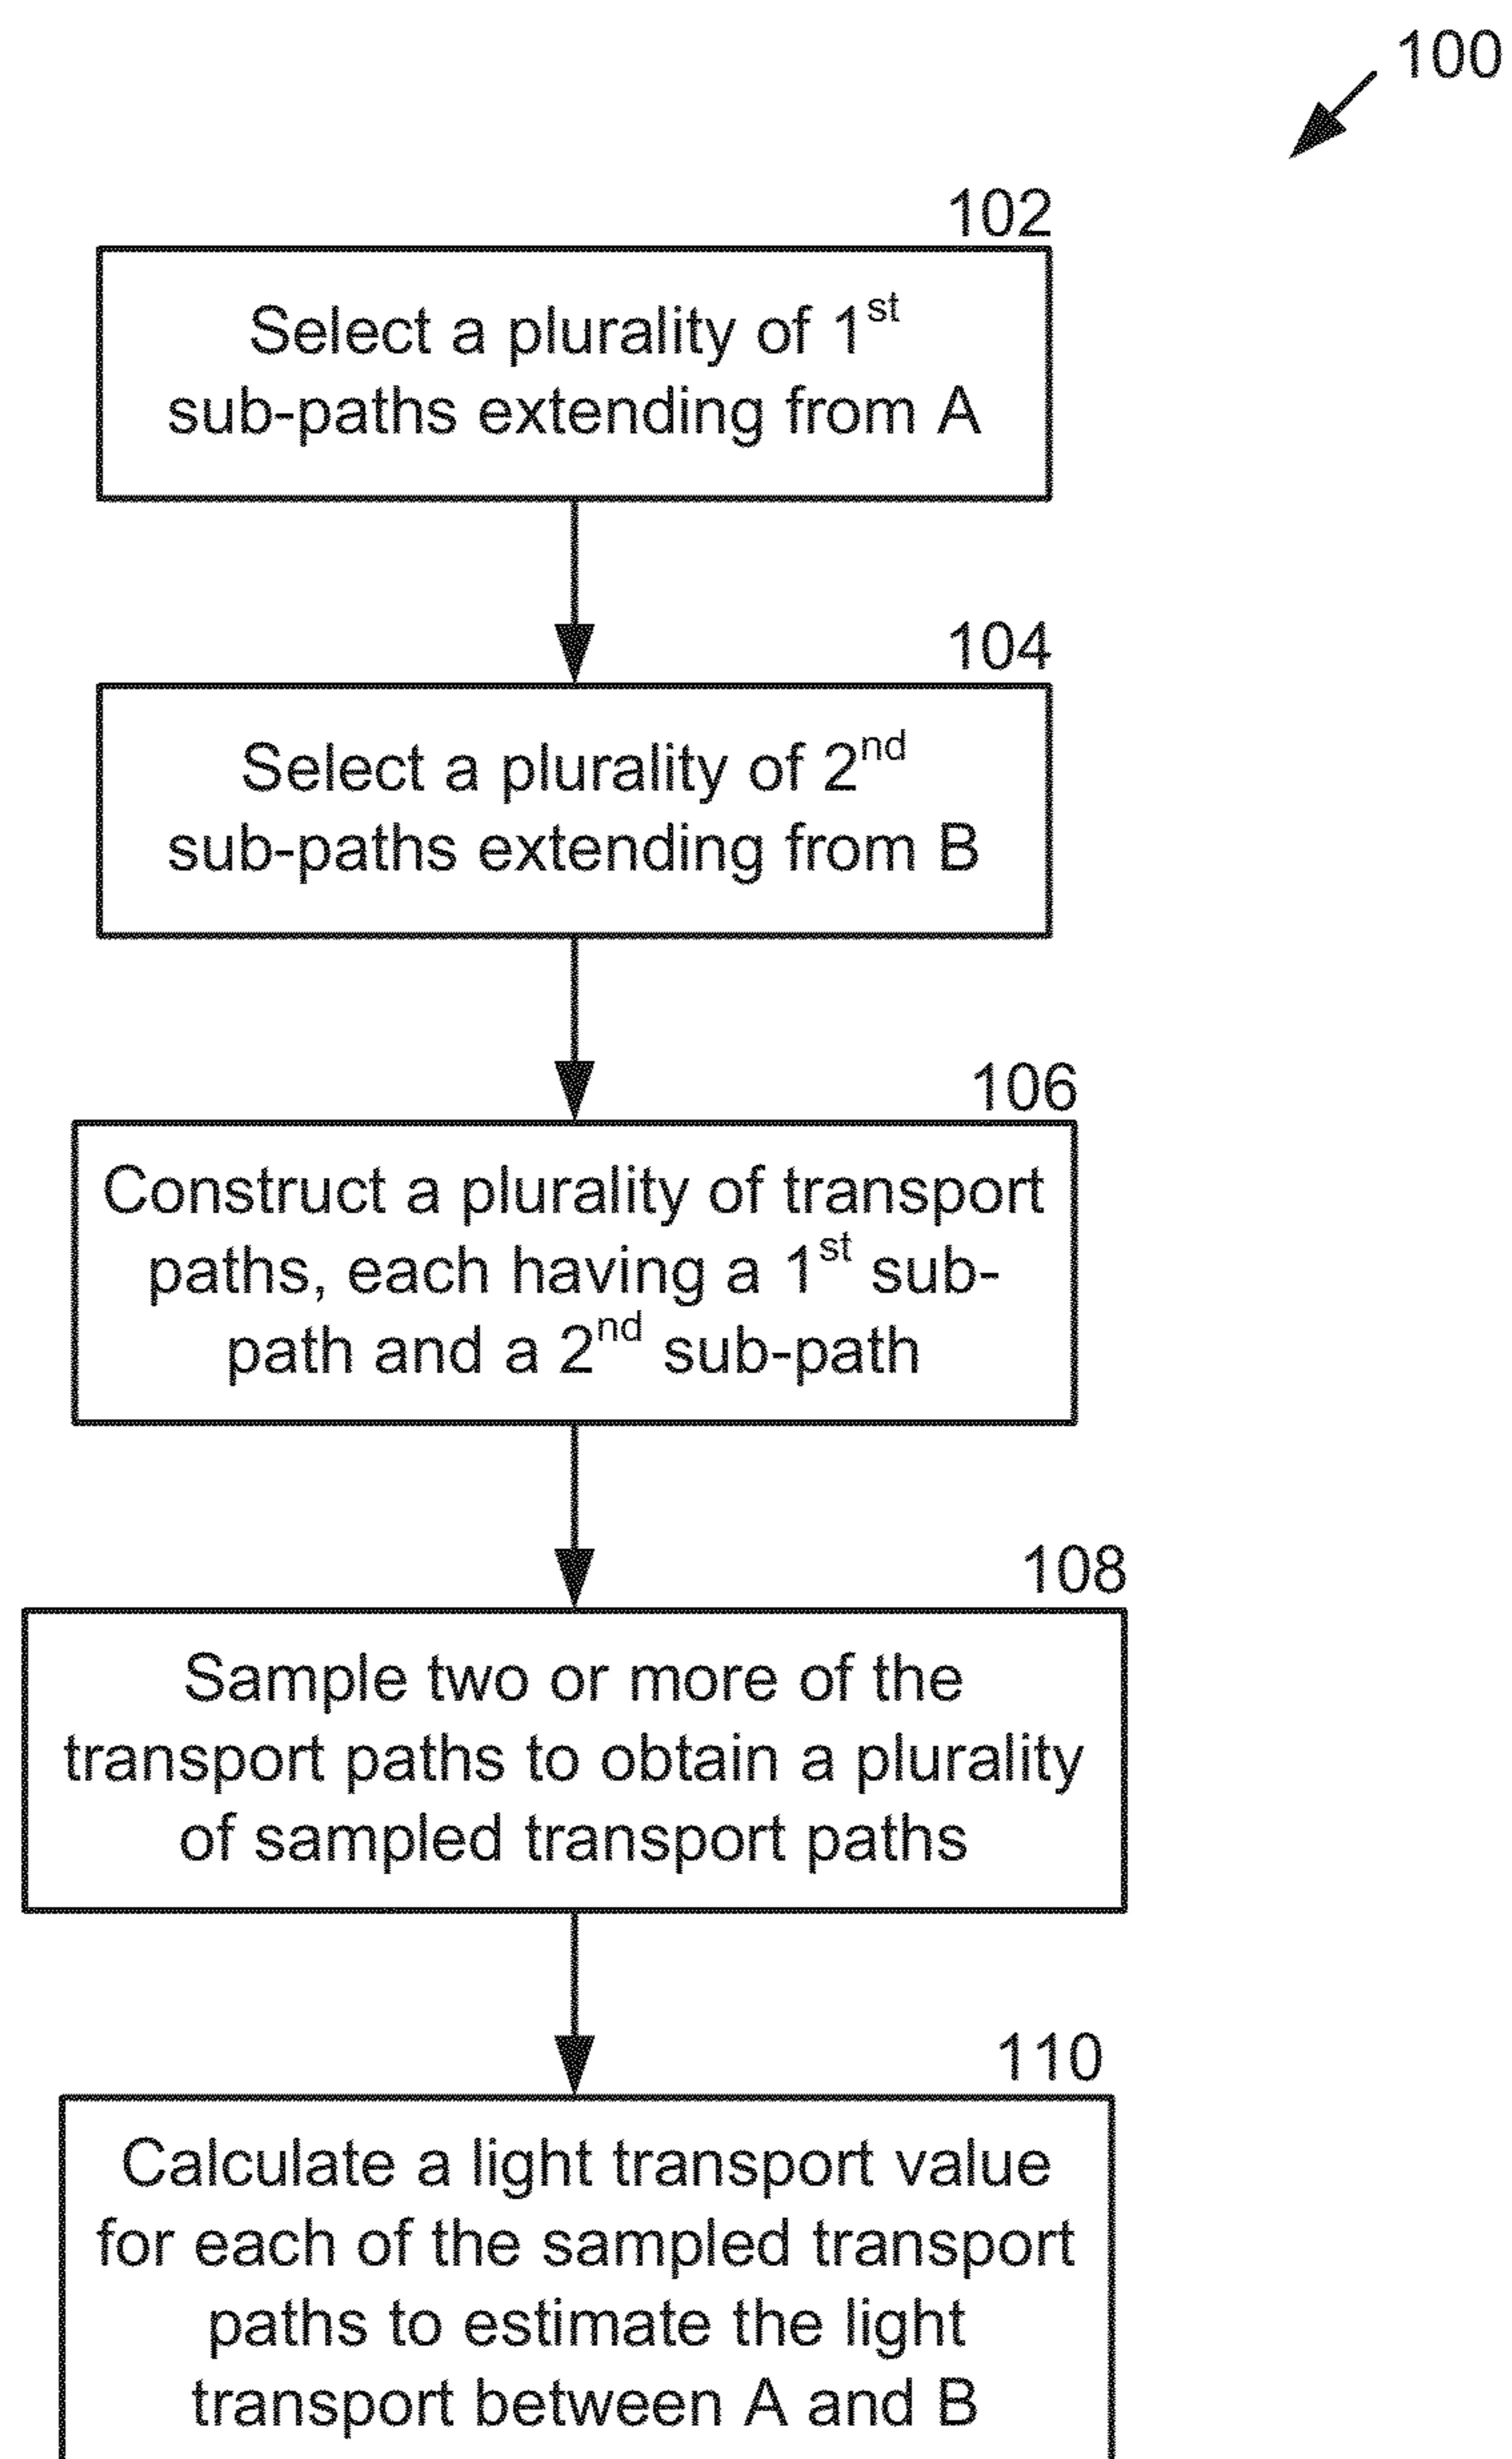 100
102
Select a plurality of 1st
sub-paths extending from A
104
Select a plurality of 2nd
sub-paths extending from B
106
Construct a plurality of transport
paths, each having a 1st sub-
path and a 2nd sub-path
108
Sample two or more of the
transport paths to obtain a plurality
of sampled transport paths
110
Calculate a light transport value
for each of the sampled transport
paths to estimate the light
transport between A and B